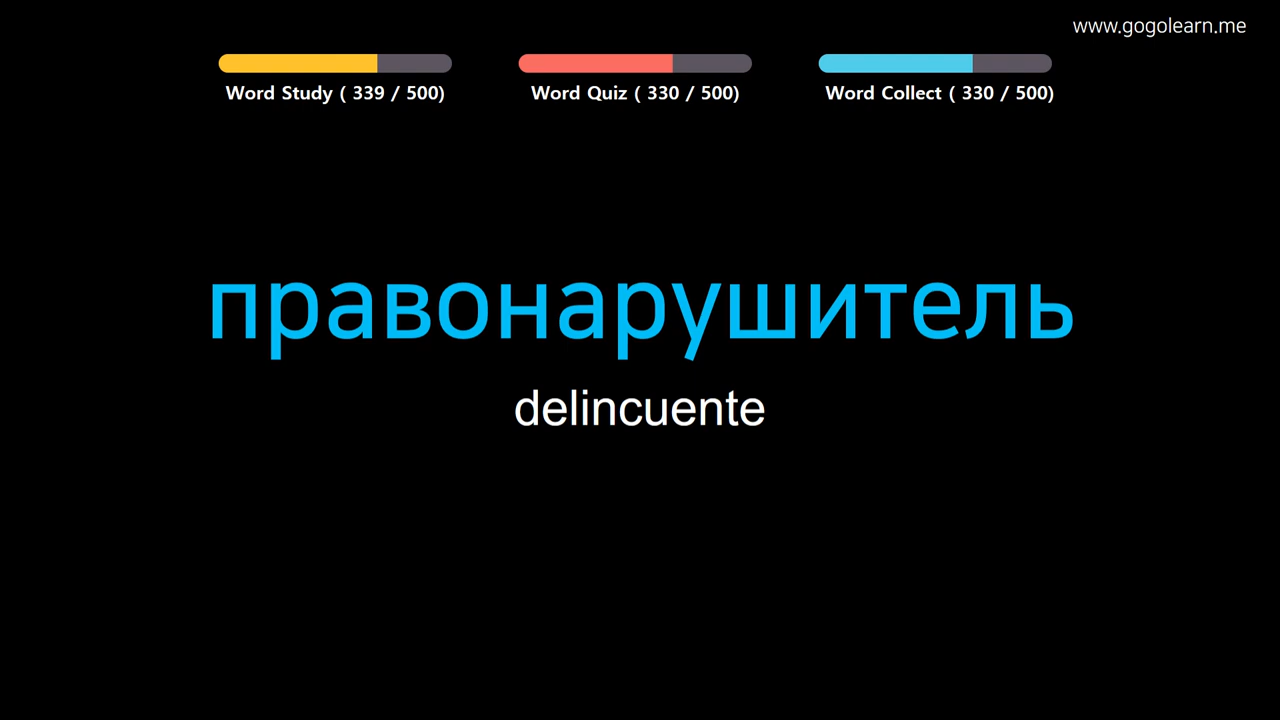 www.gogolearn.me
Word Study ( 339 / 500)
Word Quiz ( 330 / 500)
Word Collect ( 330 / 500)
правонарушитель
delincuente